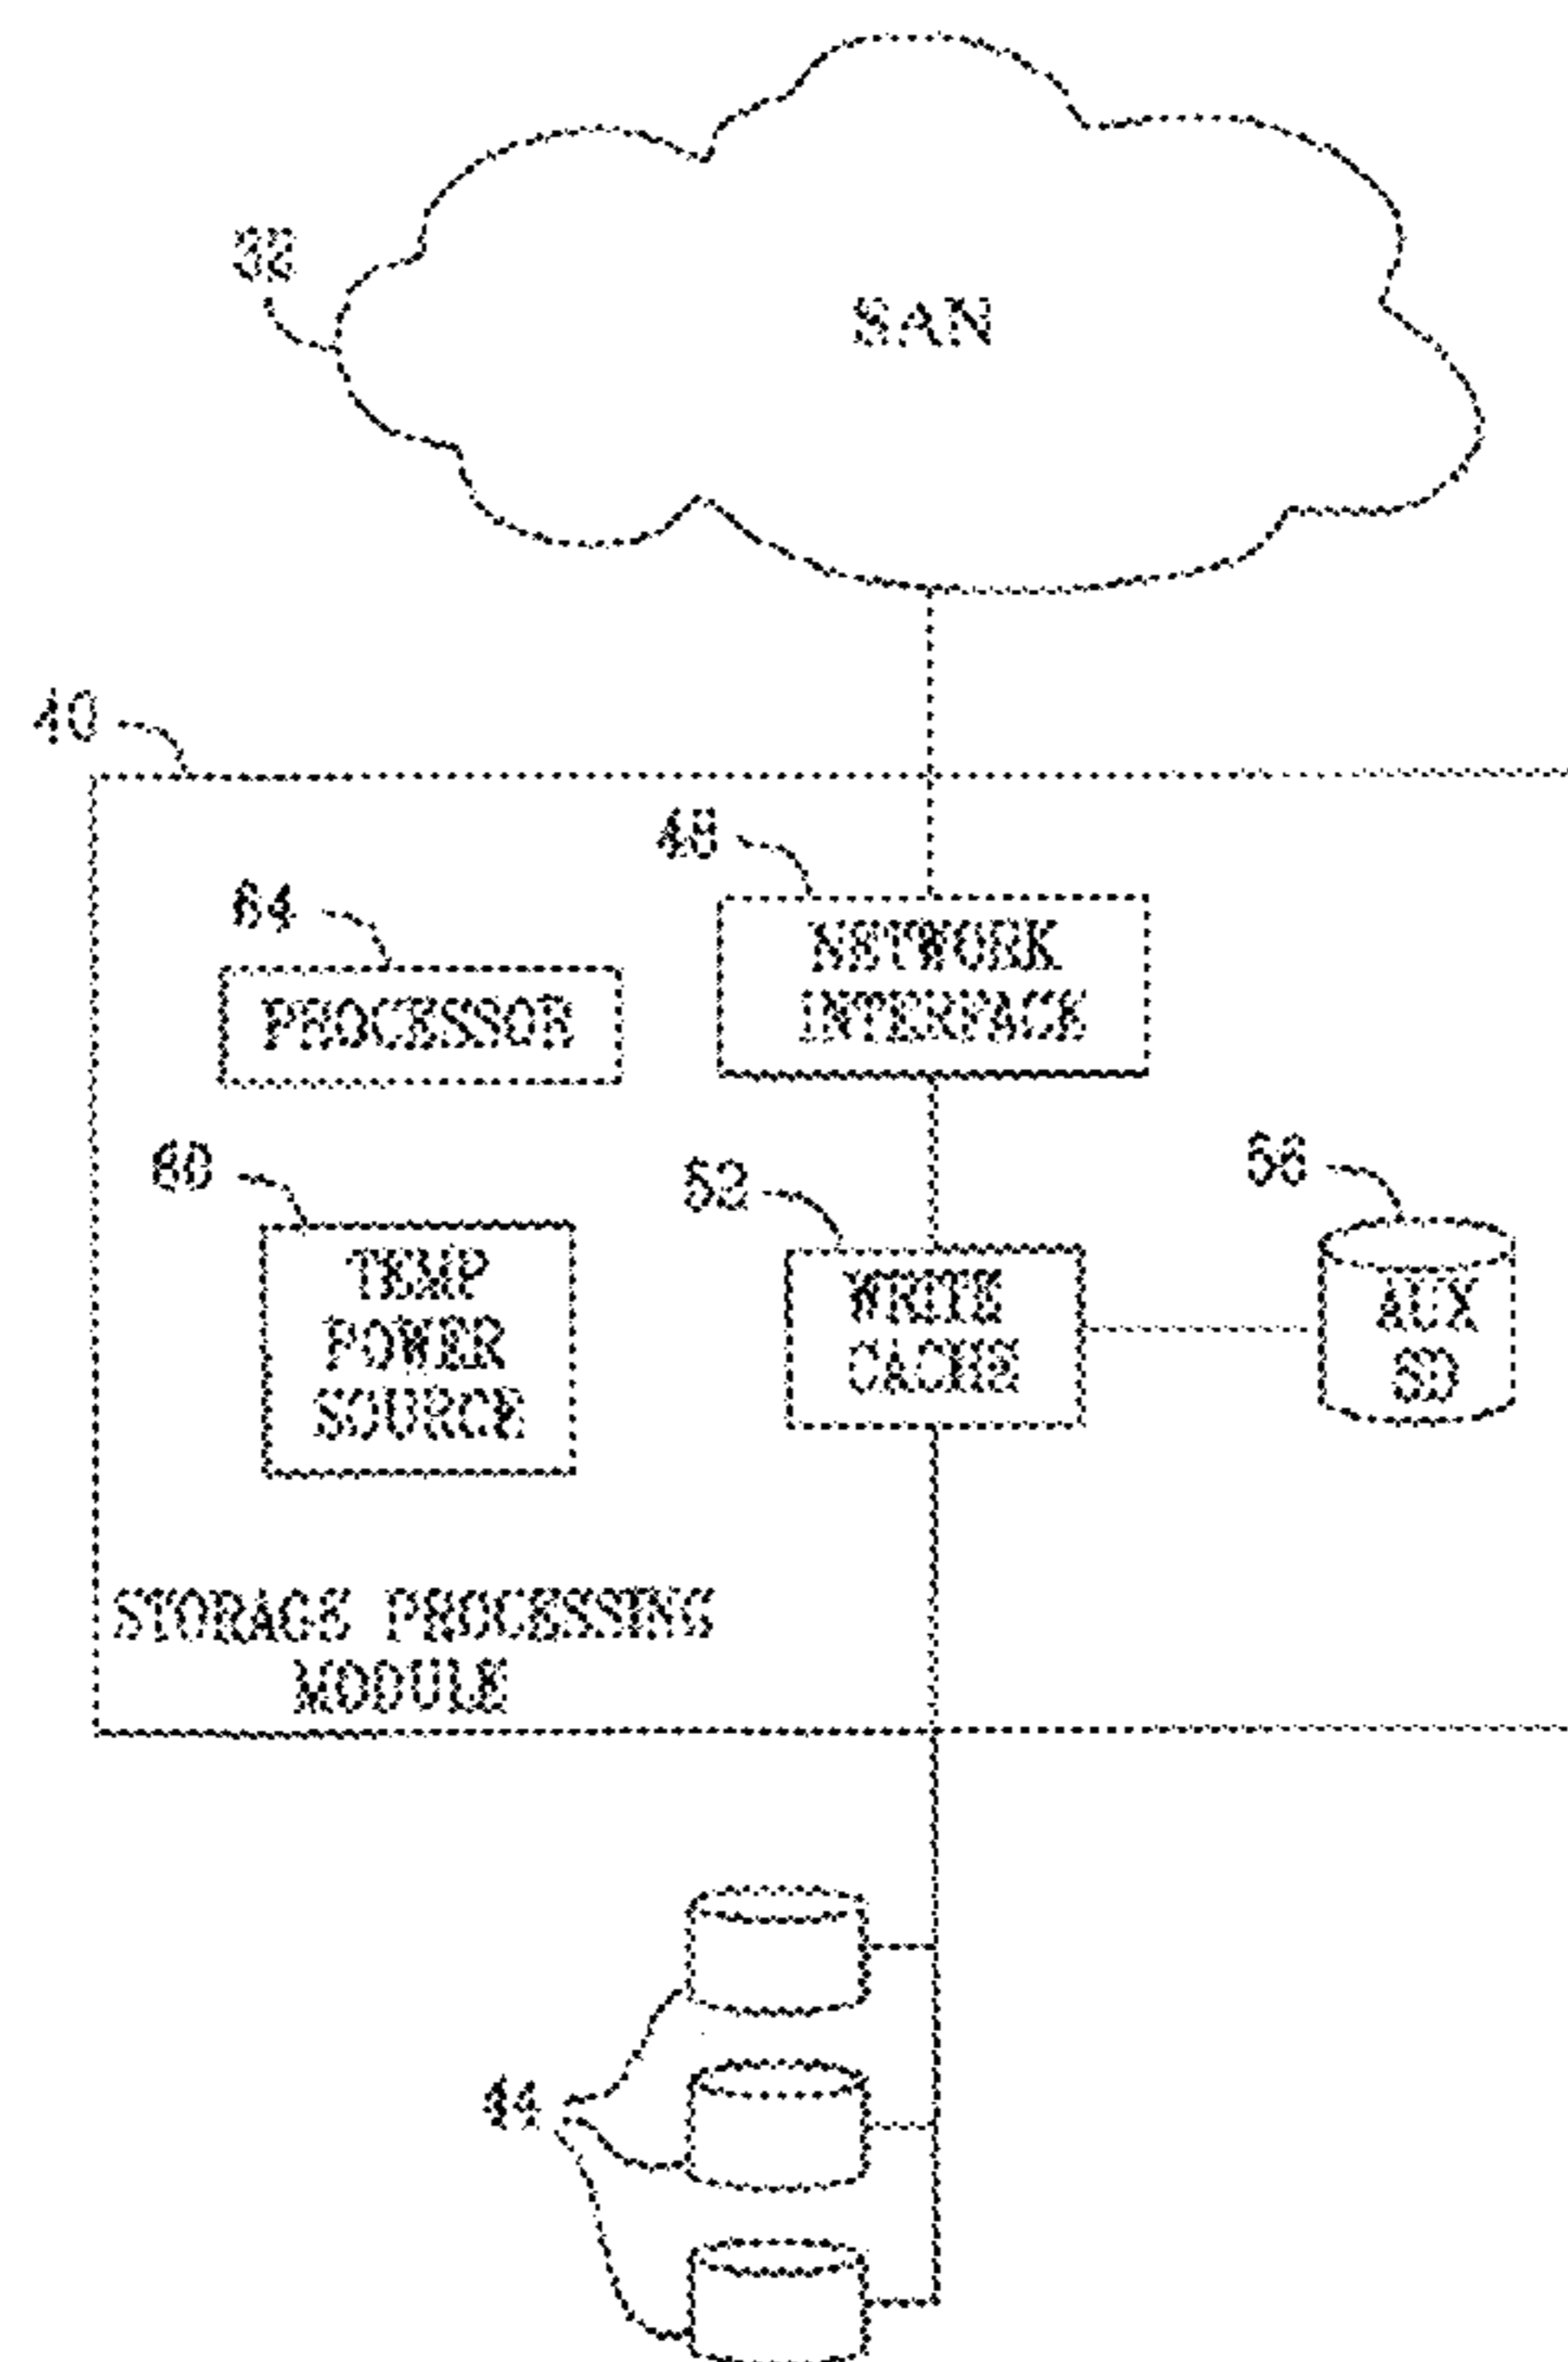 32
SAN
40
48
64
NETWORK
INTERFACE
PROCESSOR
60
52
56
TEMP
POWER
SOURCE
WRITE
CACHE
AUX
SD
STORAGE PROCESSING
MODULE
44